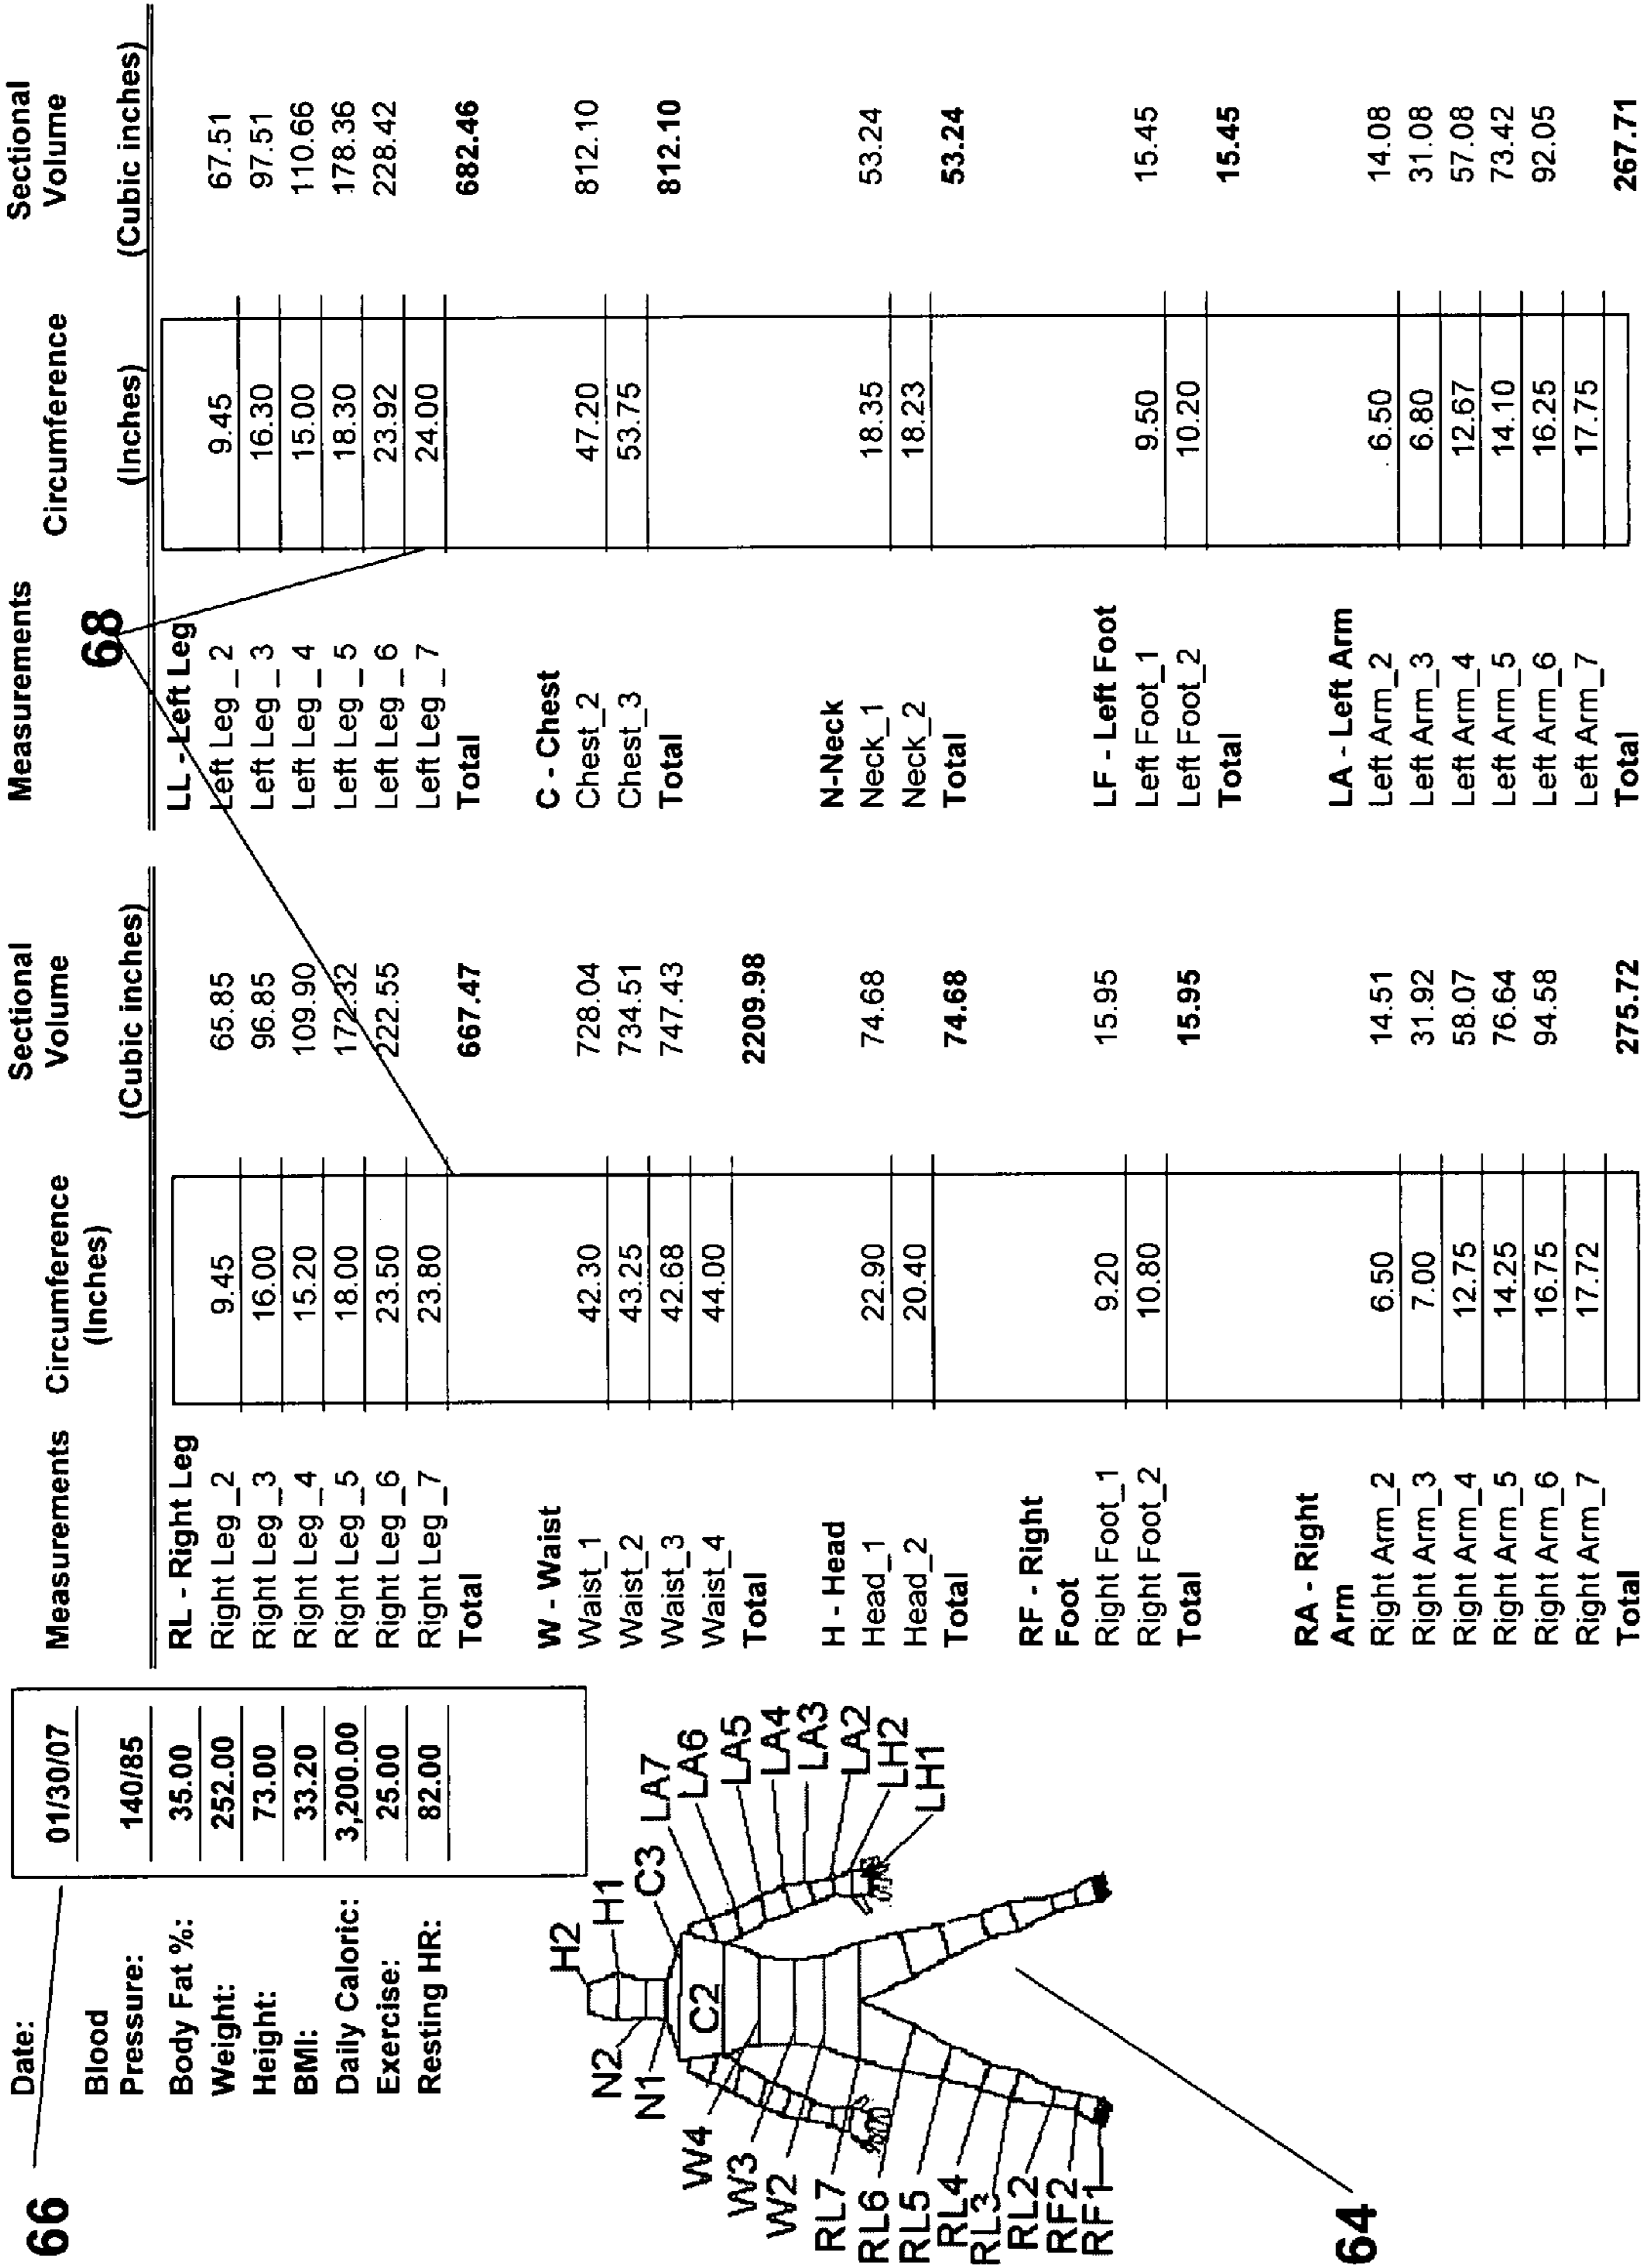 66
Date: 01/30/07
Blood
Pressure: 140/85
Body Fat %: 35.00
Weight: 252.00
Height: 73.00
BMI: 33.20
Daily Caloric: 3,200.00
Exercise: 25.00
Resting HR: 82.00
H2
H1
N2
C3
N1
LA7
LA6
C2
W4
LA5
W3
LA4
W2
LA3
RL7
LA2
RL6
LH2
RL5
LH1
RL4
RL3
RL2
RF2
RF1
64
Measurements Circumference Sectional
Volume
(Inches) (Cubic inches)
RL - Right Leg
Right Leg _2 9.45 65.85
Right Leg _3 16.00 96.85
Right Leg _4 15.20 109.90
Right Leg _5 18.00 172.32
Right Leg _6 23.50 222.55
Right Leg _7 23.80
Total 667.47
W - Waist
Waist_1 42.30 728.04
Waist_2 43.25 734.51
Waist_3 42.68 747.43
Waist_4 44.00
Total 2209.98
H - Head
Head_1 22.90 74.68
Head_2 20.40
Total 74.68
RF - Right
Foot
Right Foot_1 9.20 15.95
Right Foot_2 10.80
Total 15.95
RA - Right
Arm
Right Arm_2 6.50 14.51
Right Arm_3 7.00 31.92
Right Arm_4 12.75 58.07
Right Arm_5 14.25 76.64
Right Arm_6 16.75 94.58
Right Arm_7 17.72
Total 275.72
Measurements Circumference Sectional
Volume
(Inches) (Cubic inches)
68
LL - Left Leg
Left Leg _2 9.45 67.51
Left Leg _3 16.30 97.51
Left Leg _4 15.00 110.66
Left Leg _5 18.30 178.36
Left Leg _6 23.92 228.42
Left Leg _7 24.00
Total 682.46
C - Chest
Chest_2 47.20 812.10
Chest_3 53.75
Total 812.10
N-Neck
Neck_1 18.35 53.24
Neck_2 18.23
Total 53.24
LF - Left Foot
Left Foot_1 9.50 15.45
Left Foot_2 10.20
Total 15.45
LA - Left Arm
Left Arm_2 6.50 14.08
Left Arm_3 6.80 31.08
Left Arm_4 12.67 57.08
Left Arm_5 14.10 73.42
Left Arm_6 16.25 92.05
Left Arm_7 17.75
Total 267.71